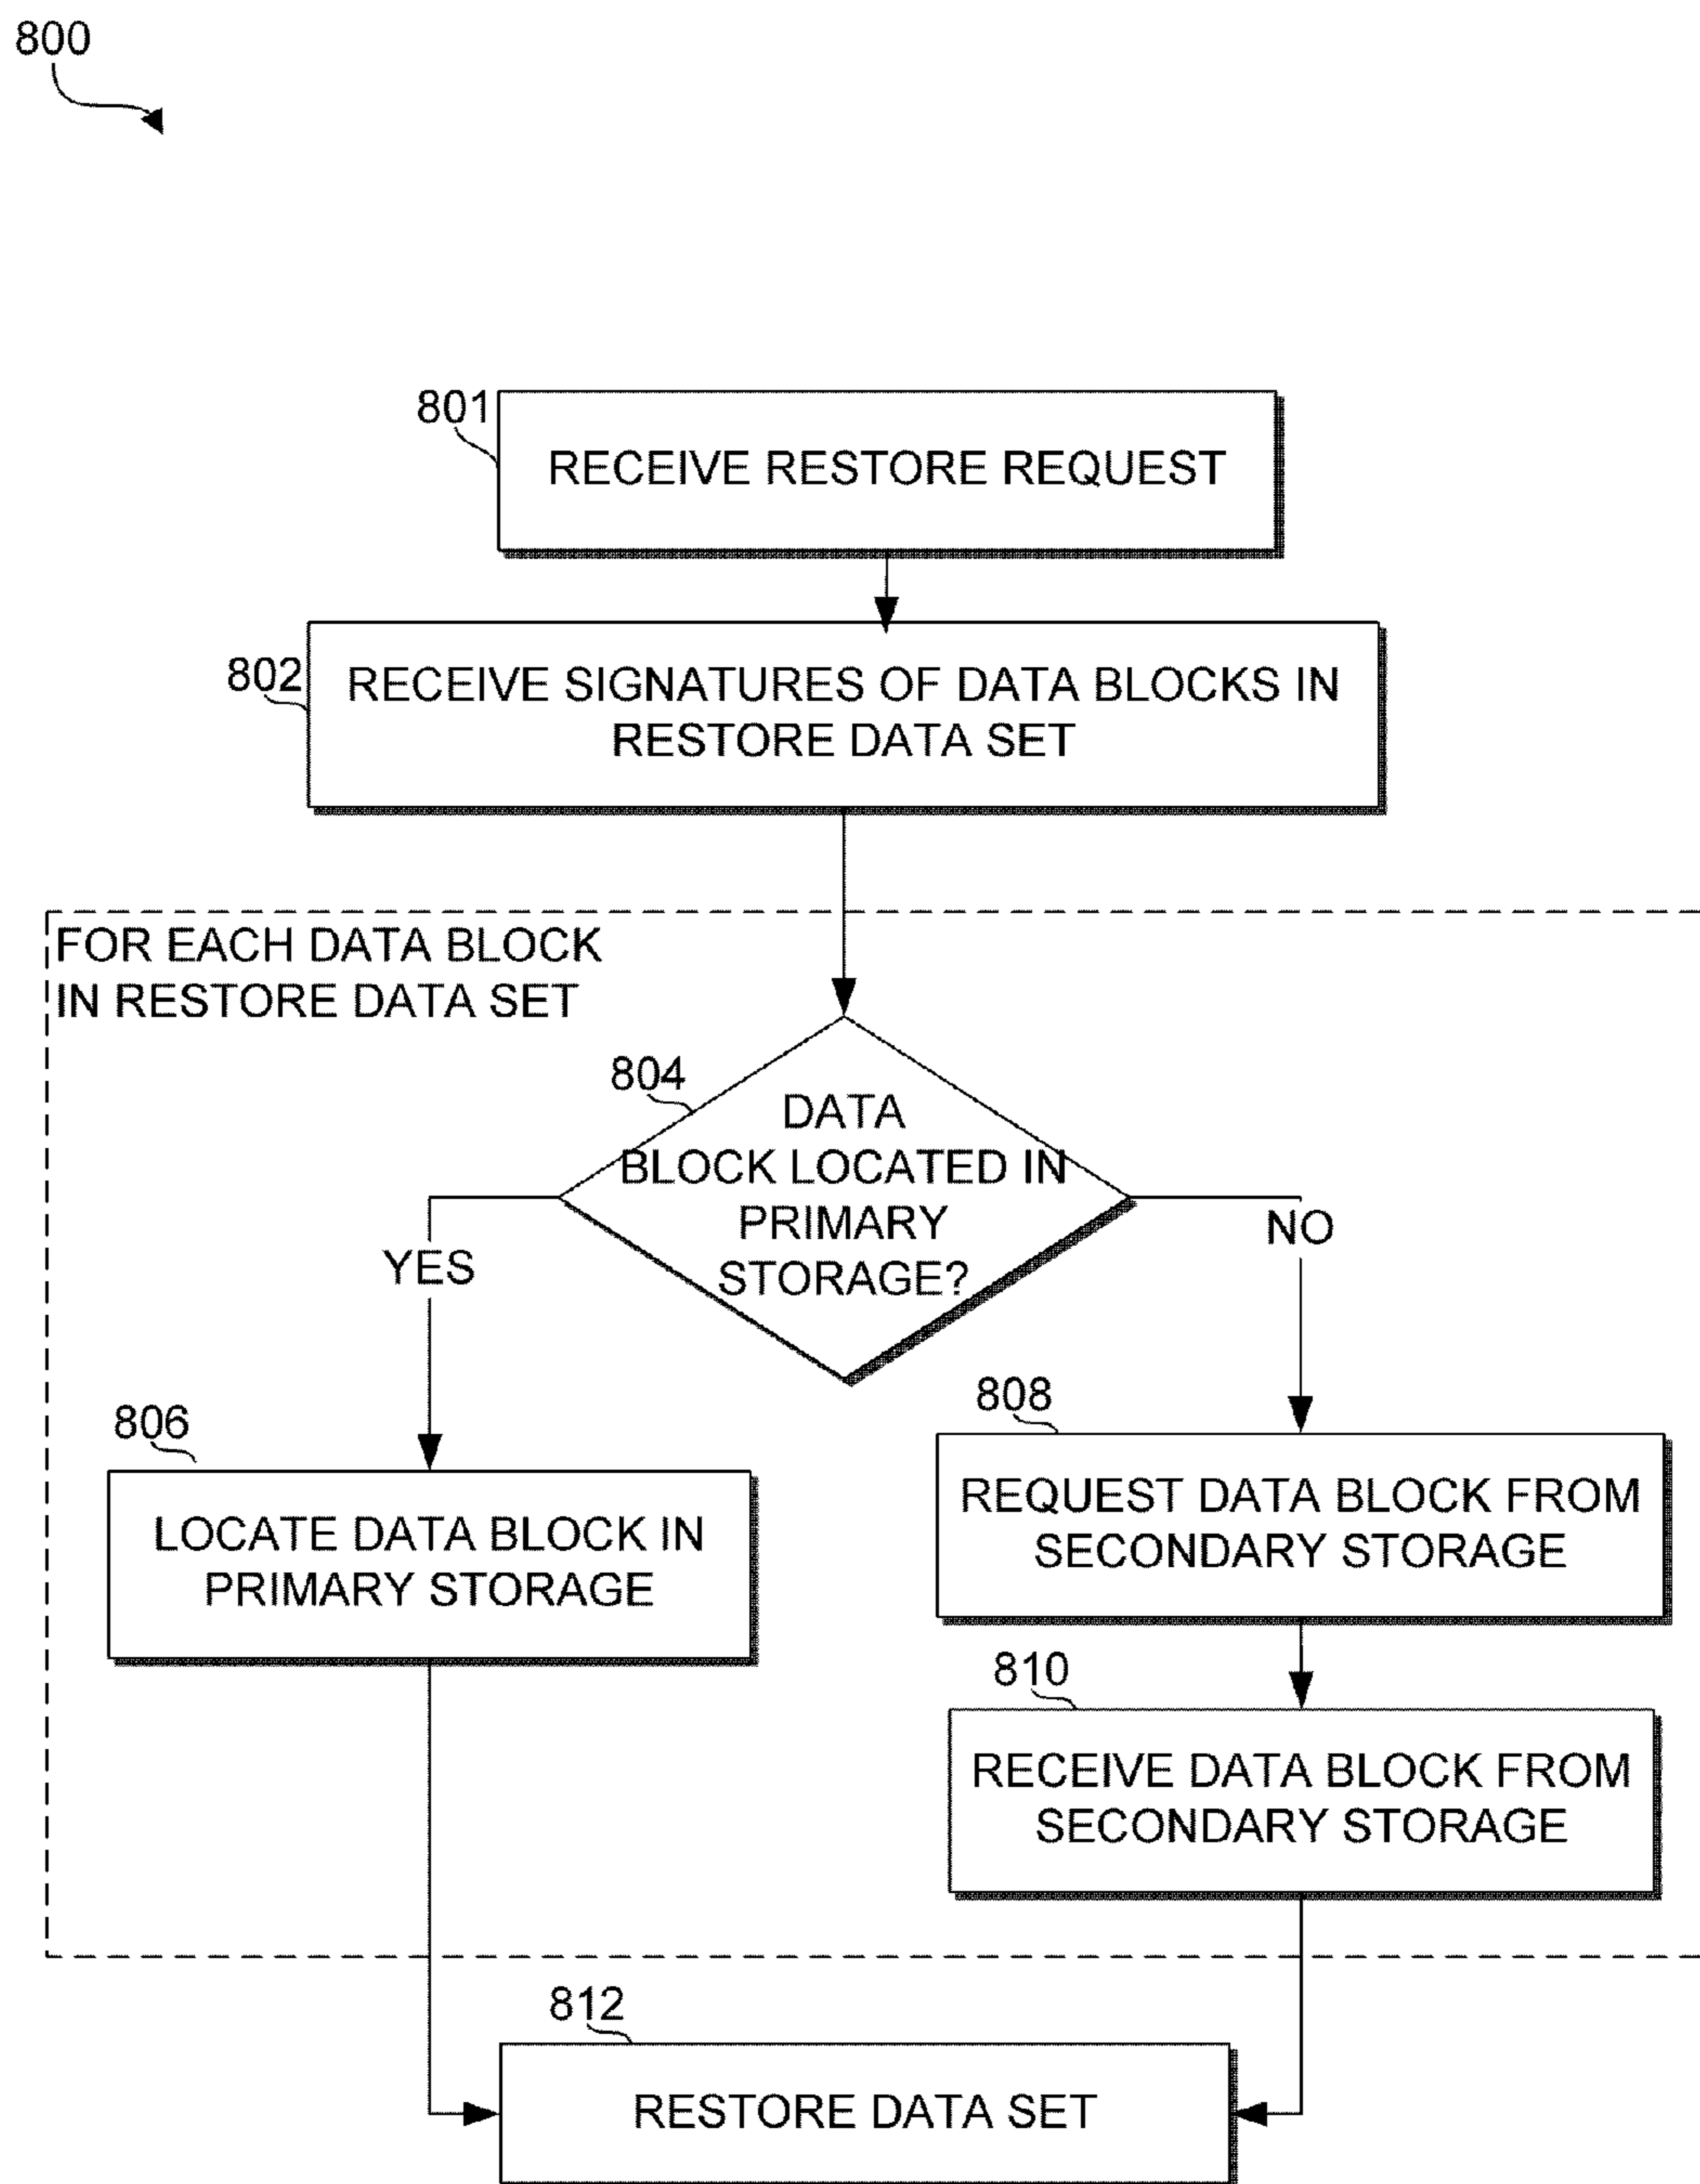 800
801
RECEIVE RESTORE REQUEST
802
RECEIVE SIGNATURES OF DATA BLOCKS IN
RESTORE DATA SET
FOR EACH DATA BLOCK
IN RESTORE DATA SET
804
DATA
BLOCK LOCATED IN
PRIMARY
STORAGE?
YES
NO
806
LOCATE DATA BLOCK IN
PRIMARY STORAGE
808
REQUEST DATA BLOCK FROM
SECONDARY STORAGE
810
RECEIVE DATA BLOCK FROM
SECONDARY STORAGE
812
RESTORE DATA SET